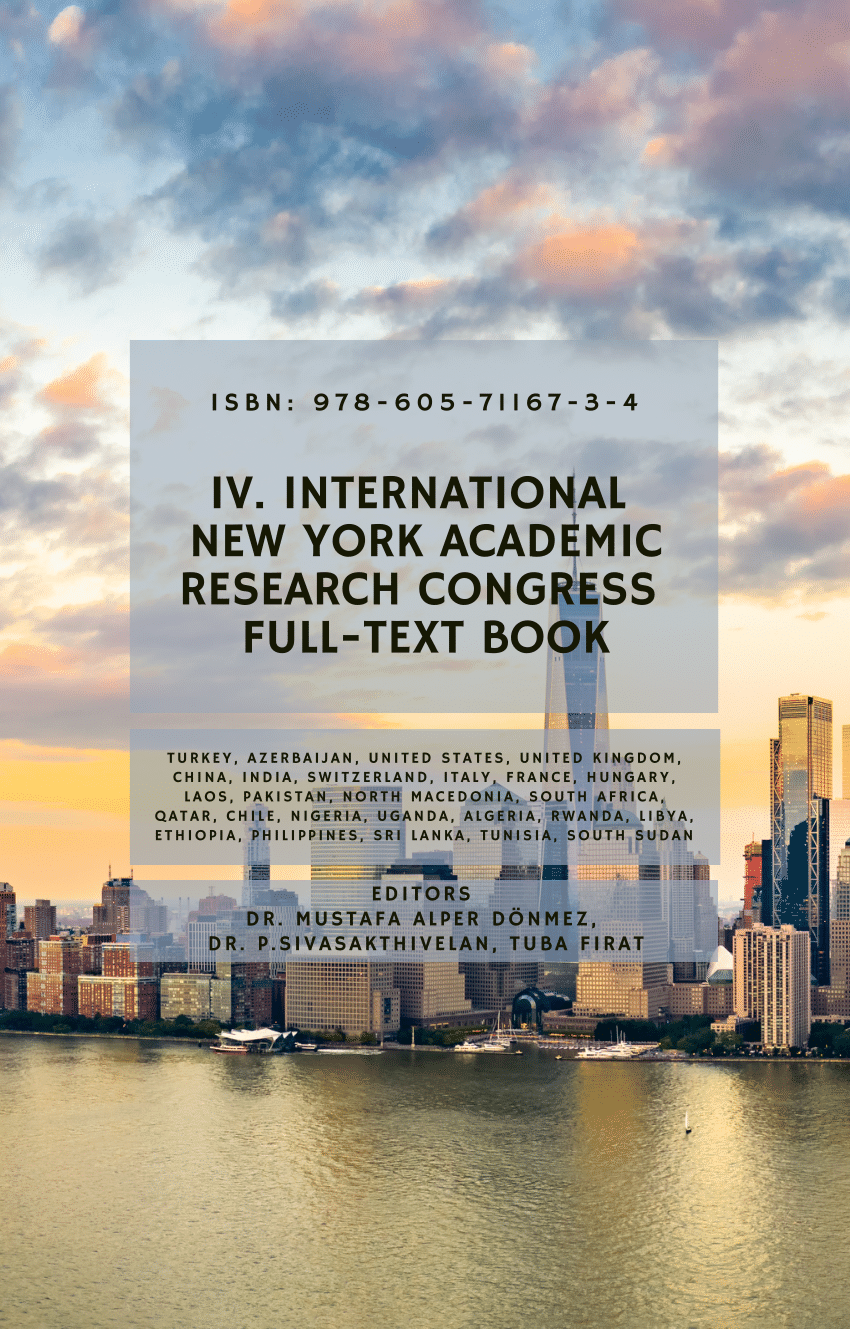 ISBN: 978-605-71167-3-4
IV. INTERNATIONAL
NEW YORK ACADEMIC
RESEARCH CONGRESS
FULL-TEXT BOOK
TURKEY, AZERBAIJAN, UNITED STATES, UNITED KINGDOM,
CHINA, INDIA, SWITZERLAND, ITALY, FRANCE, HUNGARY,
LAOS, PAKISTAN, NORTH MACEDONIA, SOUTH AFRICA,
QATAR, CHILE, NIGERIA, UGANDA, ALGERIA, RWANDA, LIBYA,
ETHIOPIA, PHILIPPINES, SRI LANKA, TUNISIA, SOUTH SUDAN
EDITORS
DR. MUSTAFA ALPER DÖNMEZ,
DR. P.SIVASAKTHIVELAN, TUBA FIRAT